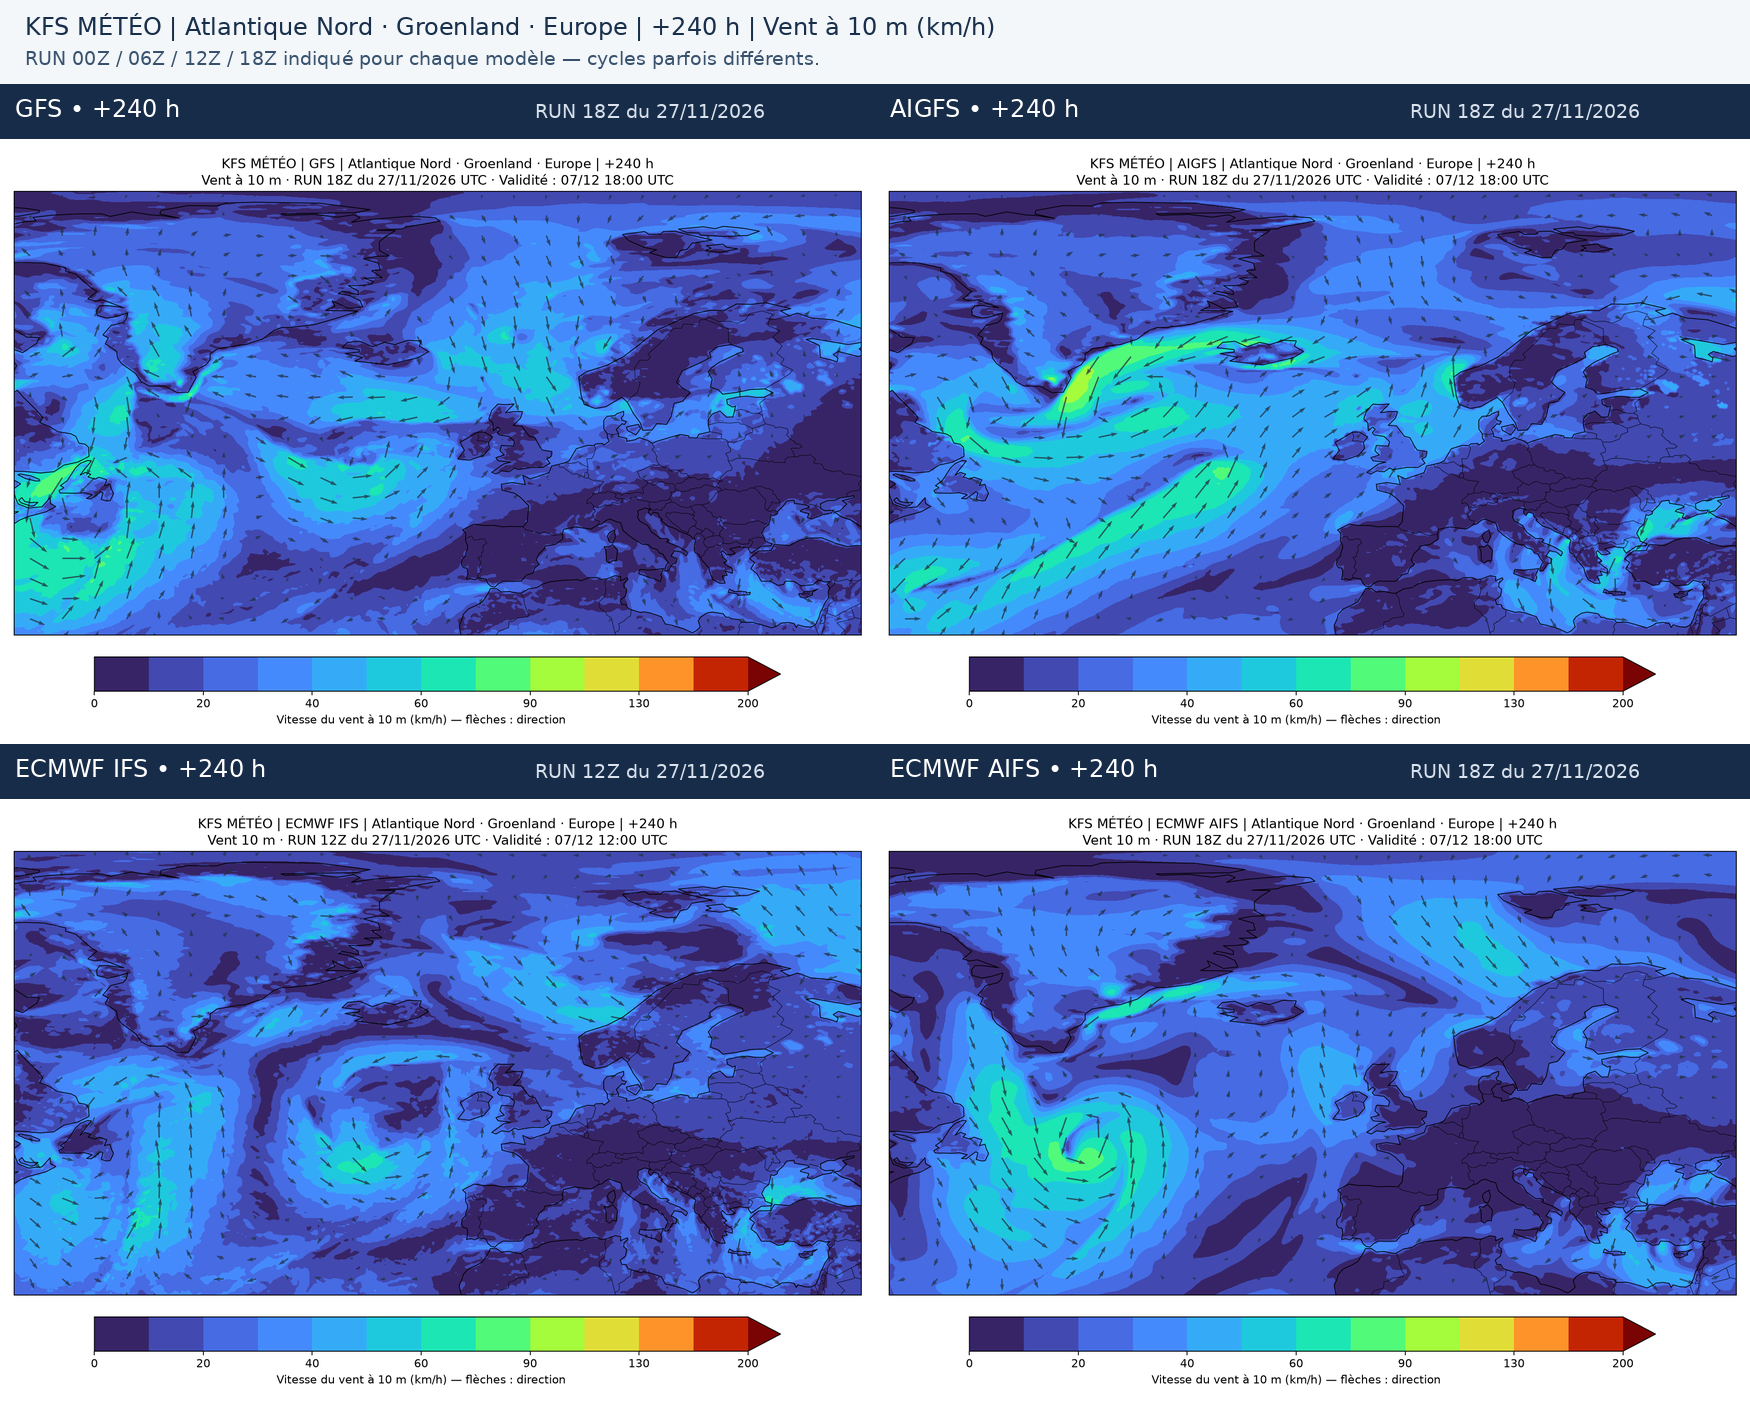 KFS MÉTÉO | Atlantique Nord · Groenland · Europe | +240 h | Vent à 10 m (km/h)
RUN 00Z / 06Z / 12Z / 18Z indiqué pour chaque modèle — cycles parfois différents.
GFS • +240 h
RUN 18Z du 27/11/2026
KFS MÉTÉO | GFS | Atlantique Nord · Groenland · Europe | +240 h
Vent à 10 m · RUN 18Z du 27/11/2026 UTC · Validité : 07/12 18:00 UTC
0 20 40 60 90 130 200
Vitesse du vent à 10 m (km/h) — flèches : direction
AIGFS • +240 h
RUN 18Z du 27/11/2026
KFS MÉTÉO | AIGFS | Atlantique Nord · Groenland · Europe | +240 h
Vent à 10 m · RUN 18Z du 27/11/2026 UTC · Validité : 07/12 18:00 UTC
0 20 40 60 90 130 200
Vitesse du vent à 10 m (km/h) — flèches : direction
ECMWF IFS • +240 h
RUN 12Z du 27/11/2026
KFS MÉTÉO | ECMWF IFS | Atlantique Nord · Groenland · Europe | +240 h
Vent 10 m · RUN 12Z du 27/11/2026 UTC · Validité : 07/12 12:00 UTC
0 20 40 60 90 130 200
Vitesse du vent à 10 m (km/h) — flèches : direction
ECMWF AIFS • +240 h
RUN 18Z du 27/11/2026
KFS MÉTÉO | ECMWF AIFS | Atlantique Nord · Groenland · Europe | +240 h
Vent 10 m · RUN 18Z du 27/11/2026 UTC · Validité : 07/12 18:00 UTC
0 20 40 60 90 130 200
Vitesse du vent à 10 m (km/h) — flèches : direction